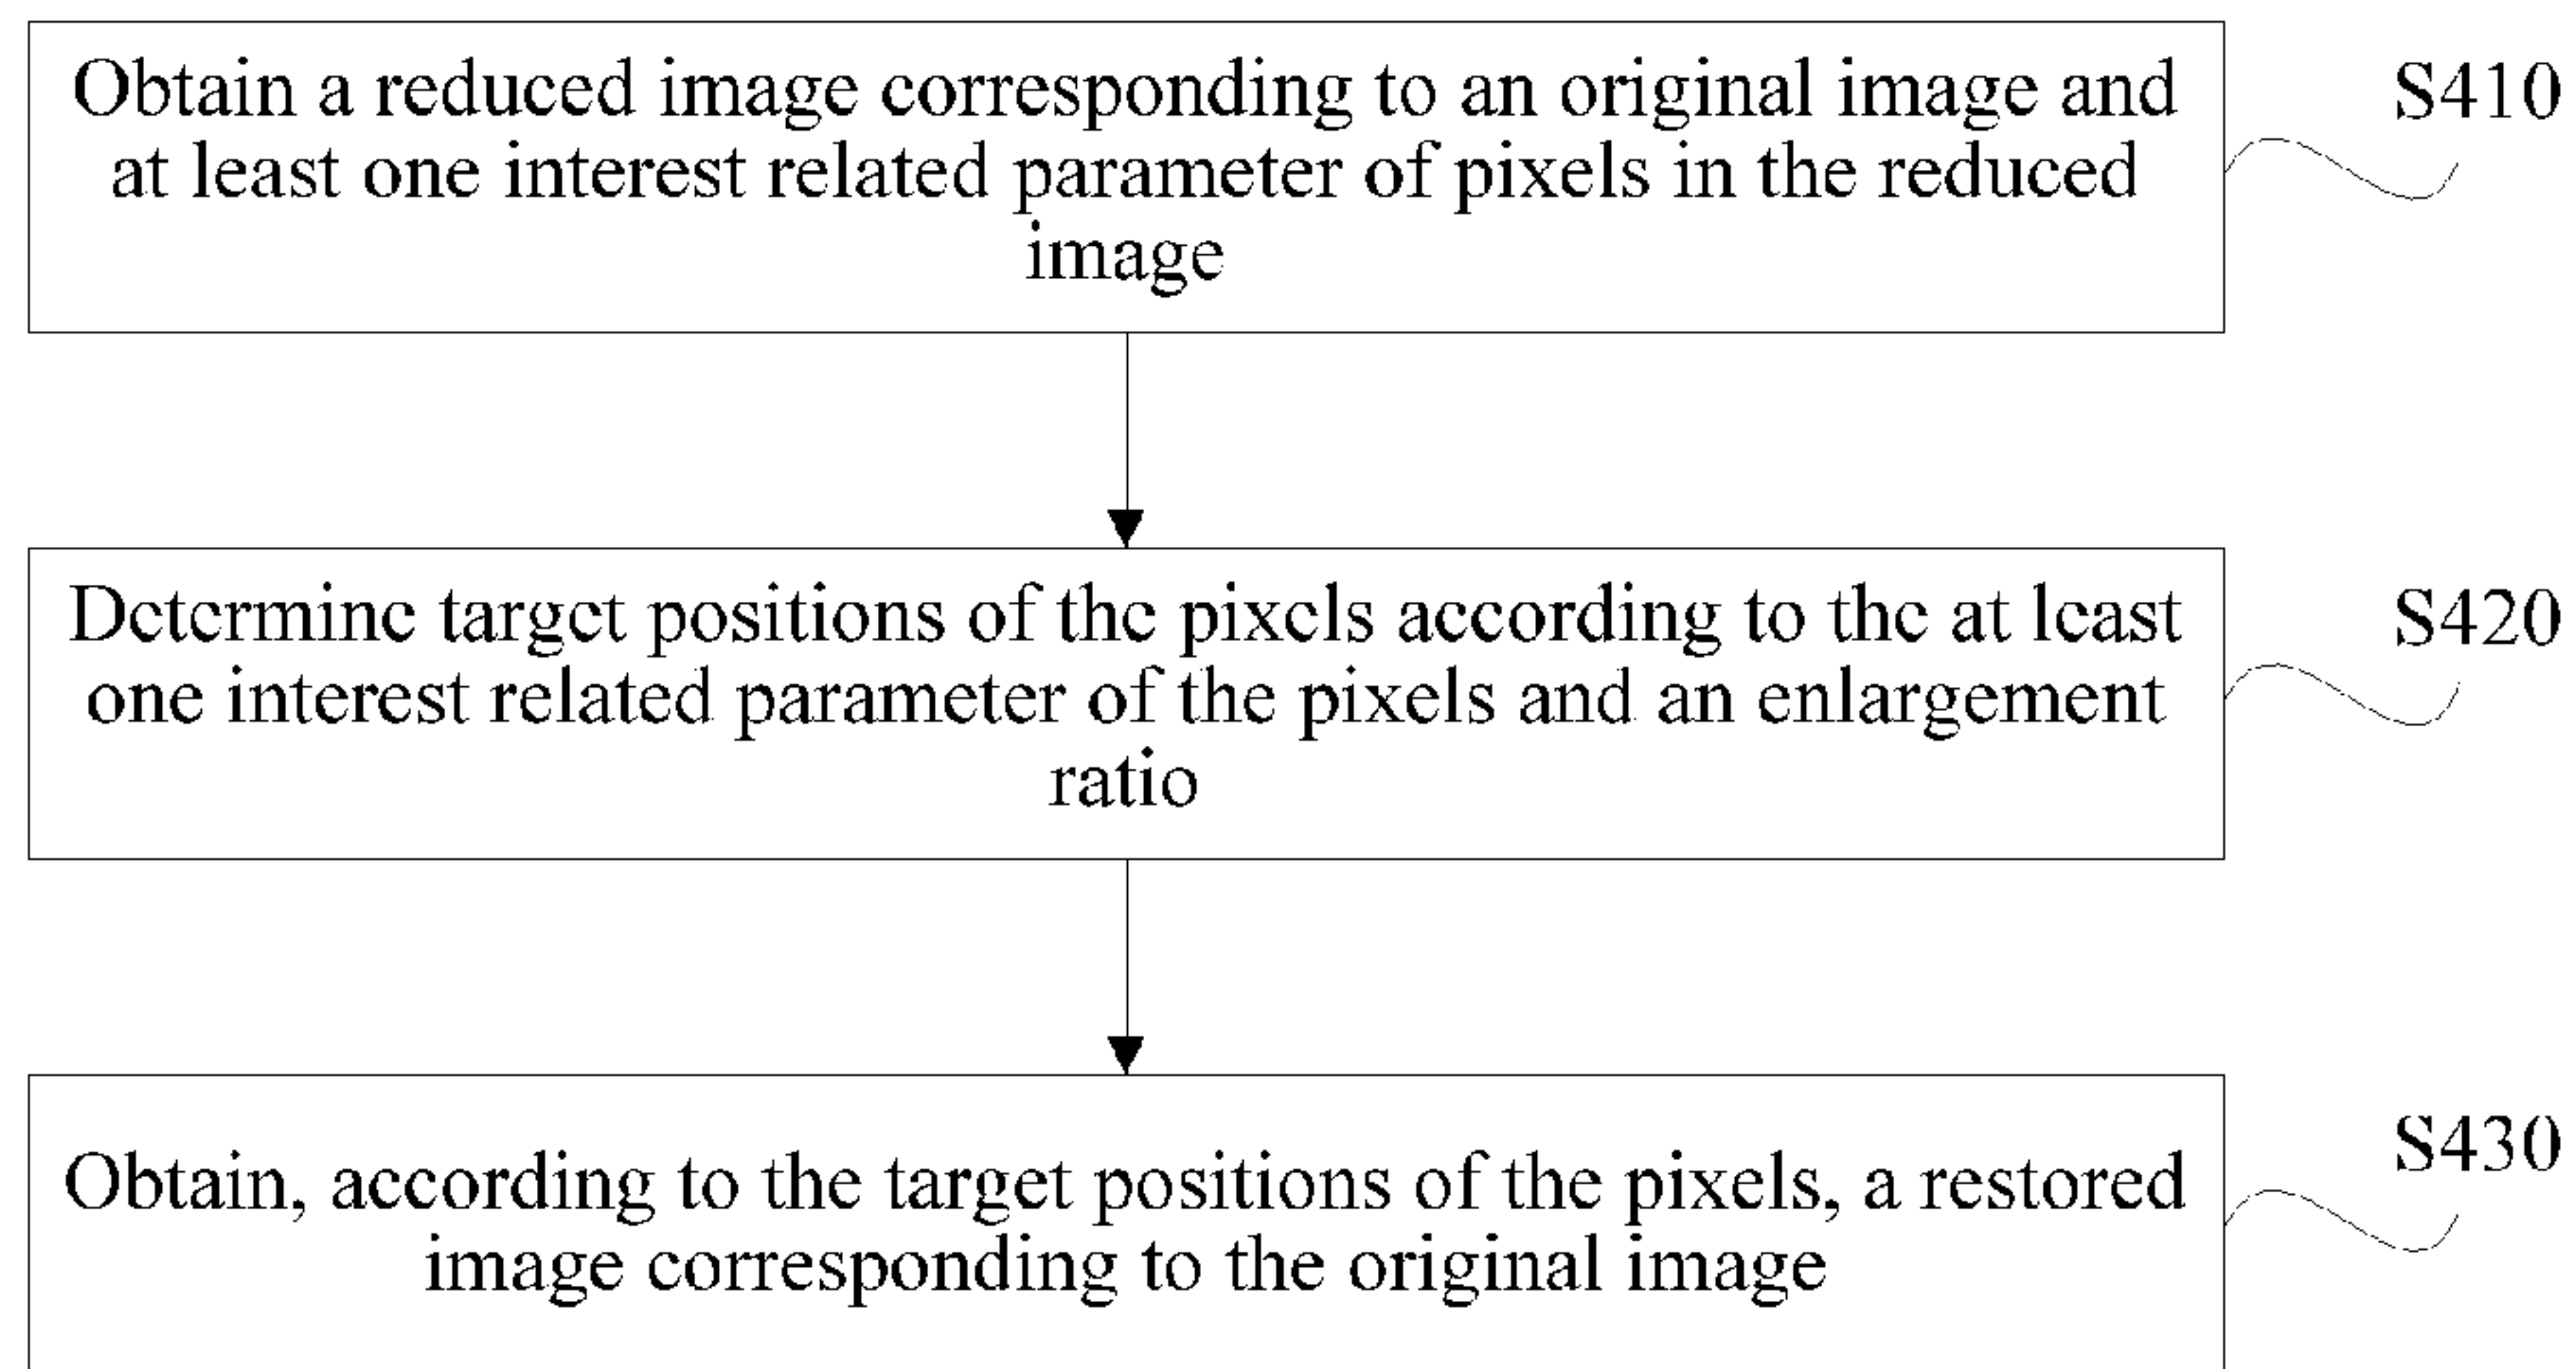 Obtain a reduced image corresponding to an original image and
at least one interest related parameter of pixels in the reduced
image
S410
Determine target positions of the pixels according to the at least
one interest related parameter of the pixels and an enlargement
ratio
S420
Obtain, according to the target positions of the pixels, a restored
image corresponding to the original image
S430